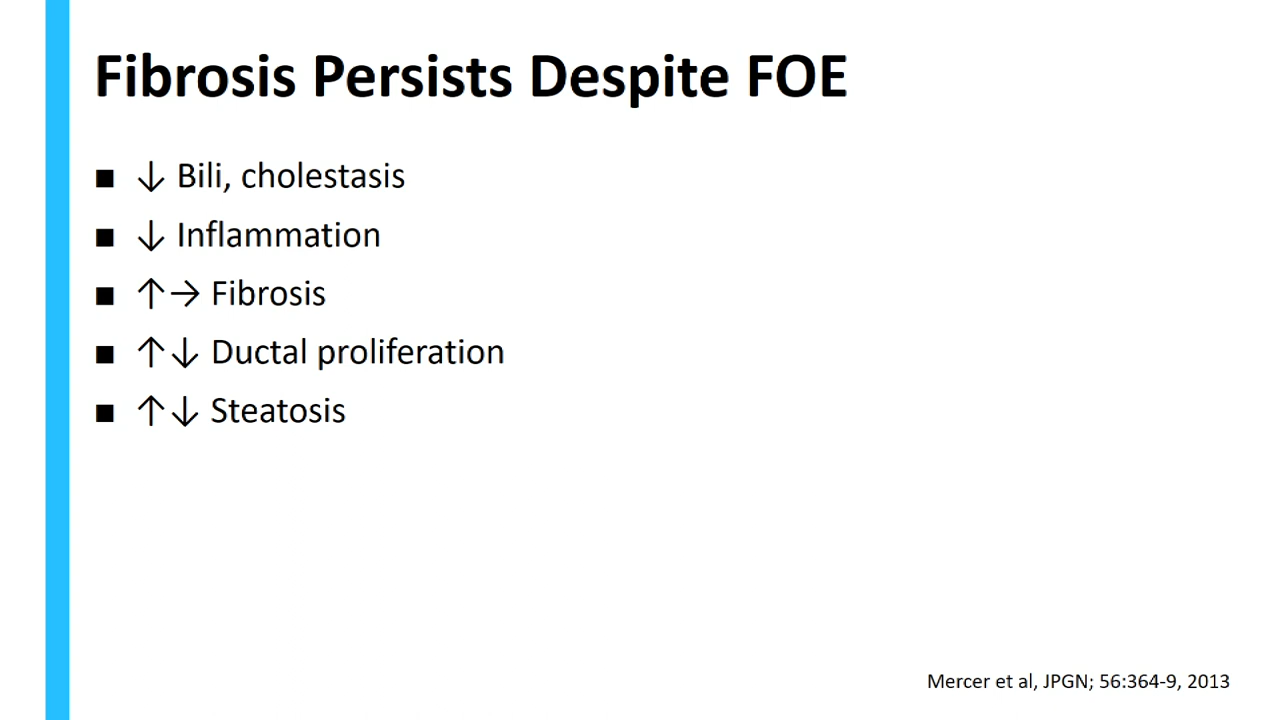 Fibrosis Persists Despite FOE
■ ↓ Bili, cholestasis
■ ↓ Inflammation
■ ↑→ Fibrosis
■ ↑↓ Ductal proliferation
■ ↑↓ Steatosis
Mercer et al, JPGN; 56:364-9, 2013